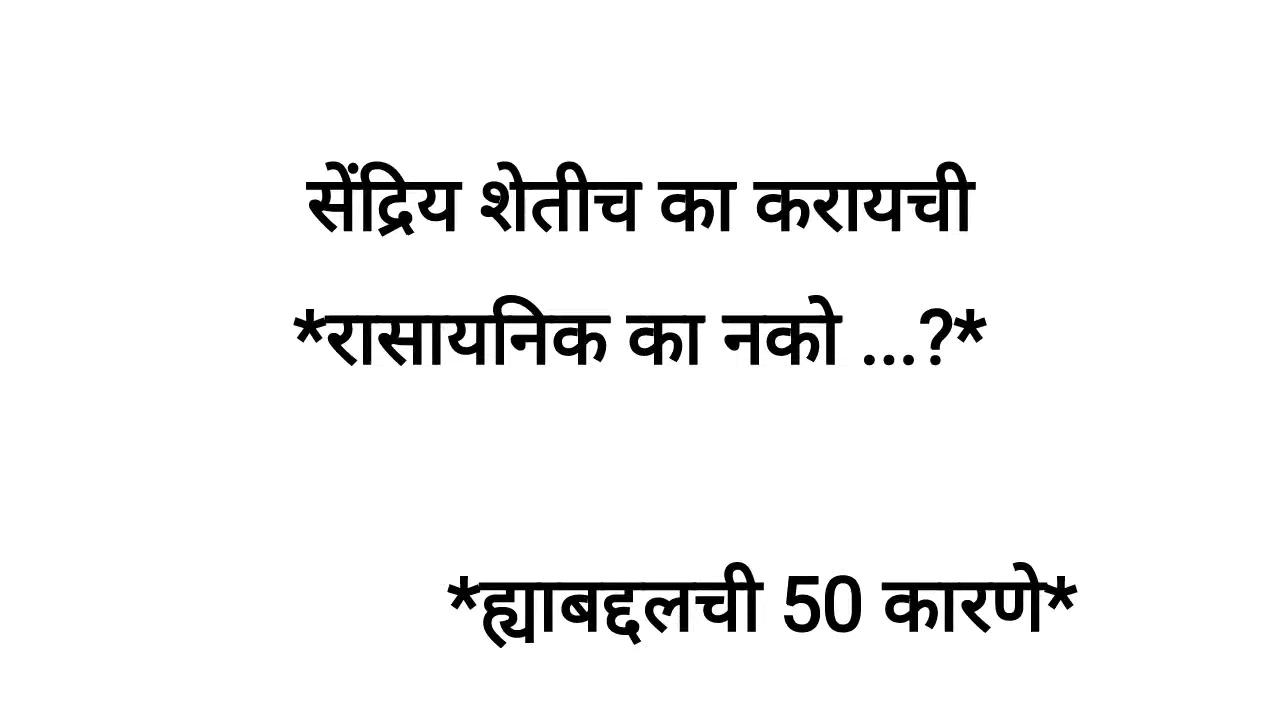 सेंद्रिय शेतीच का करायची
*रासायनिक का नको ...?*
*ह्याबद्दलची 50 कारणे*